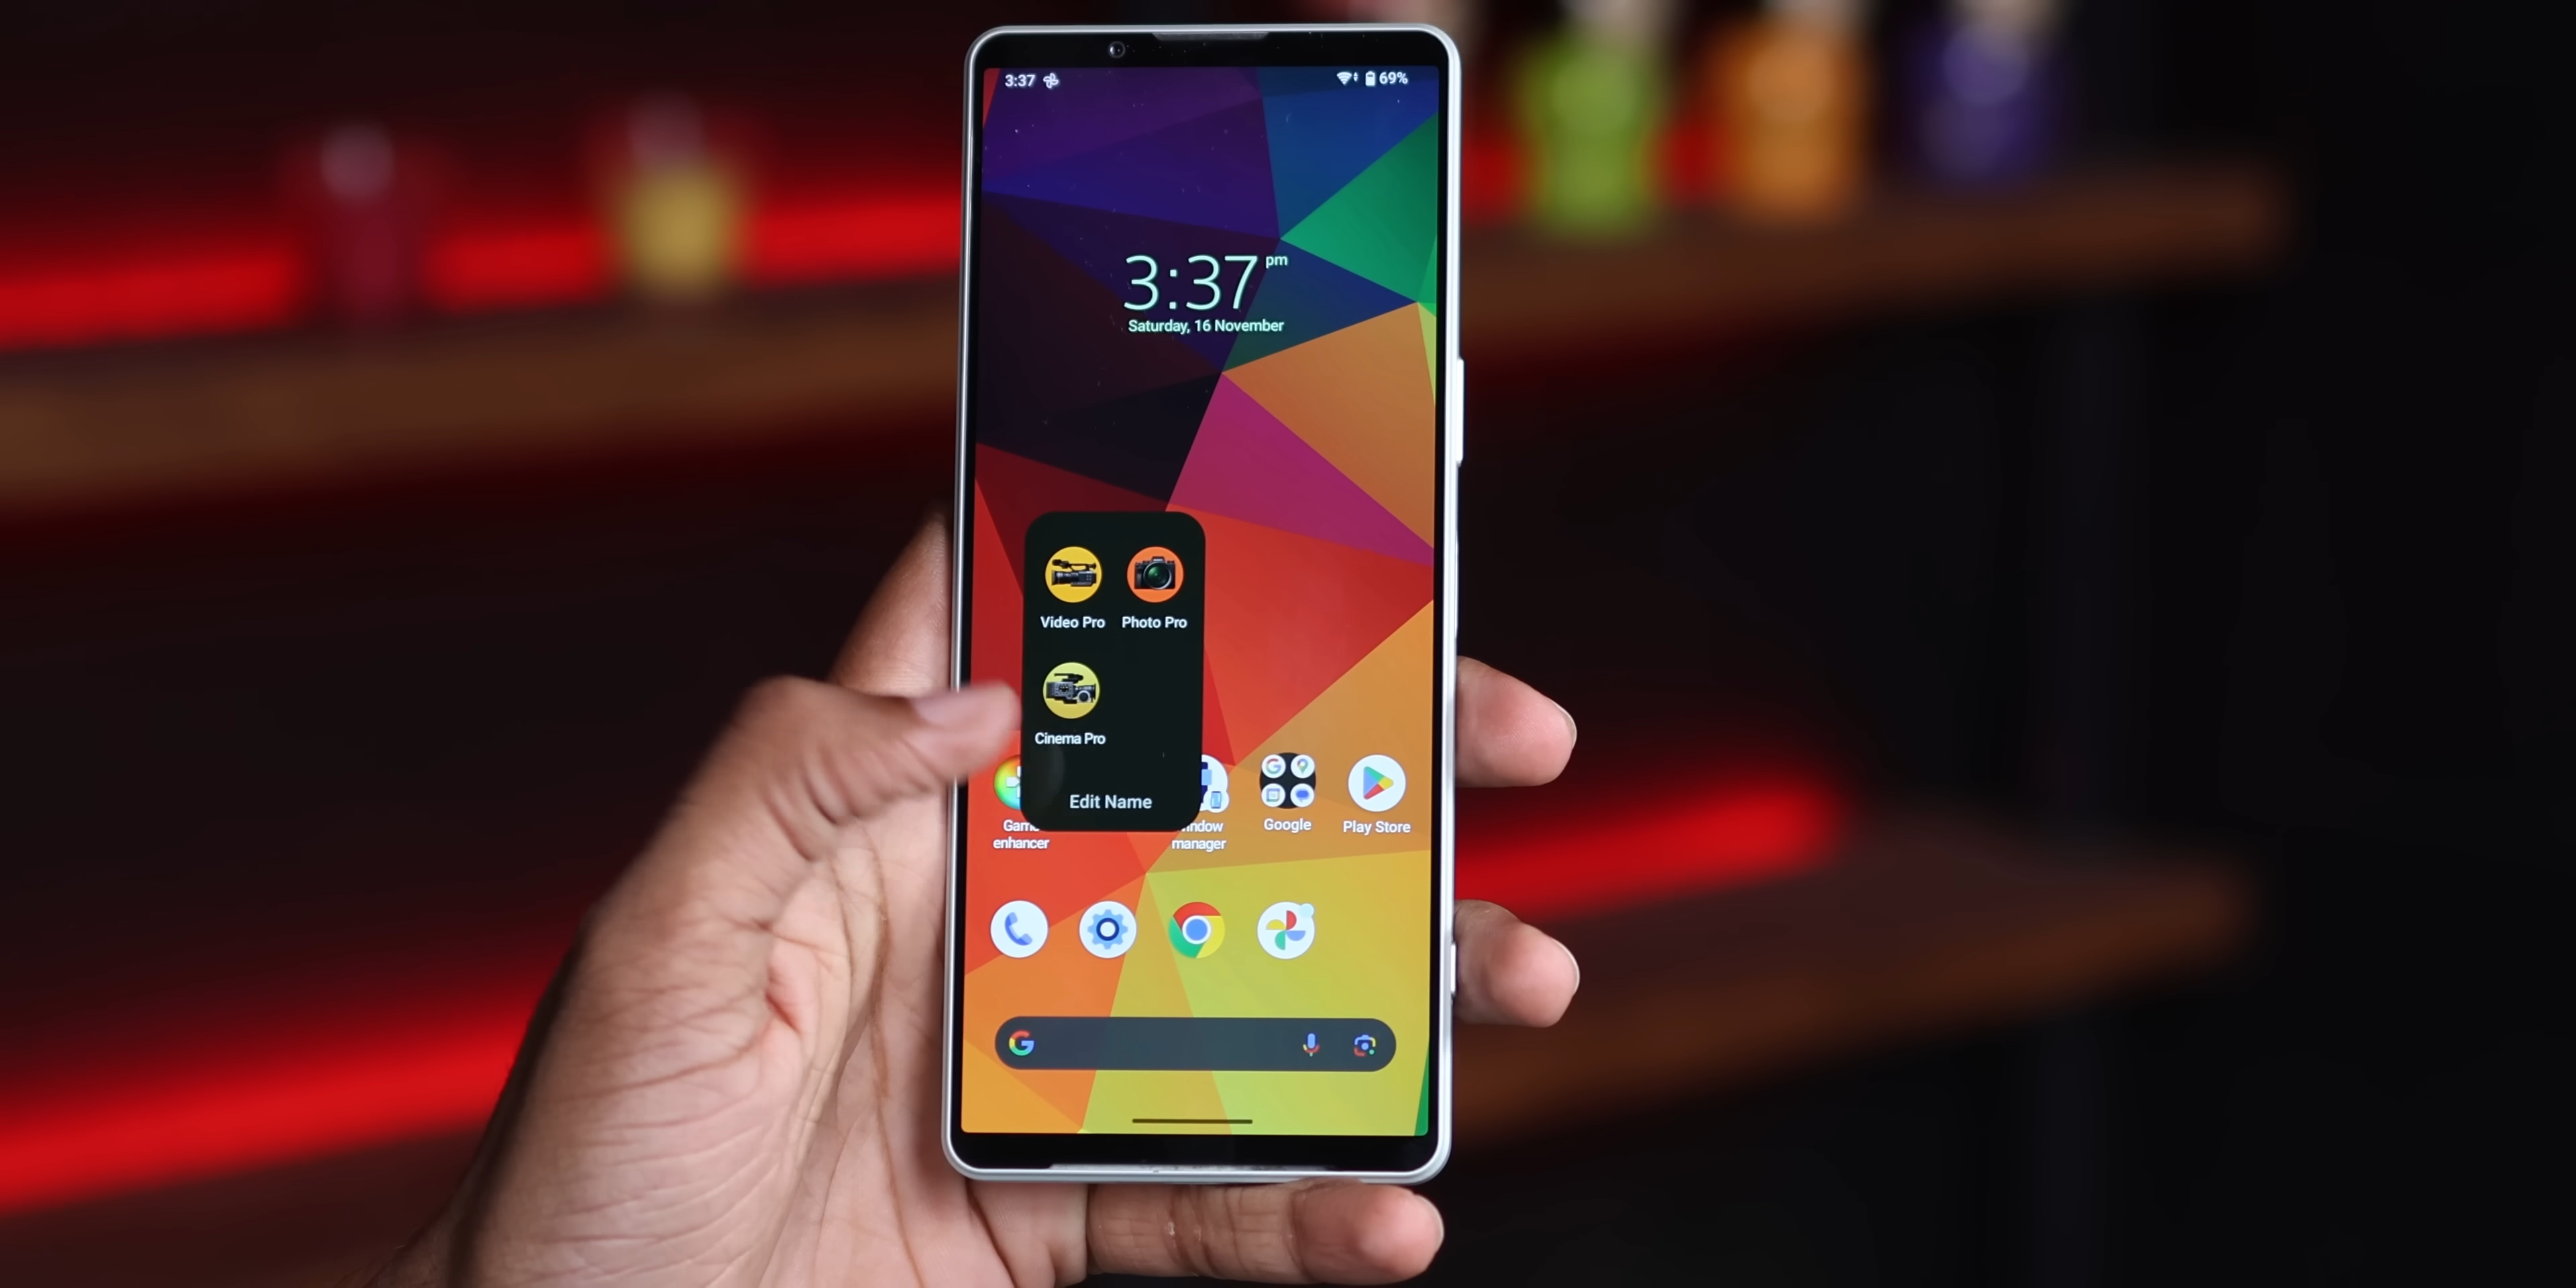 3:37
69%
3:37 pm
Saturday, 16 November
Video Pro
Photo Pro
Cinema Pro
Edit Name
enhancer
manager
Google
Play Store